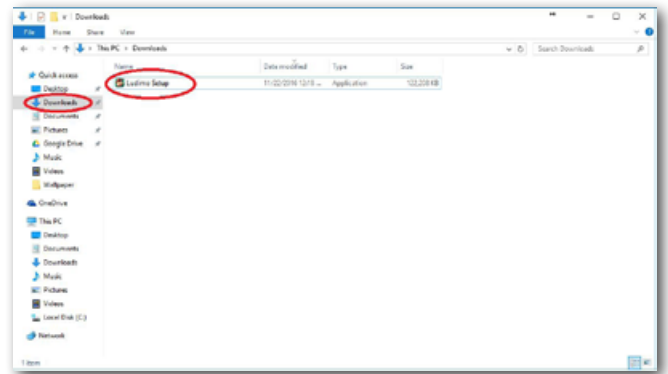 Downloads
File Home Share View
This PC > Downloads
Search Downloads
Name Date modified Type Size
Quick access
Desktop
Downloads
Documents
Pictures
Google Drive
Music
Videos
Wallpaper
OneDrive
This PC
Desktop
Documents
Downloads
Music
Pictures
Videos
Local Disk (C:)
Network
Setup
Application
1 item